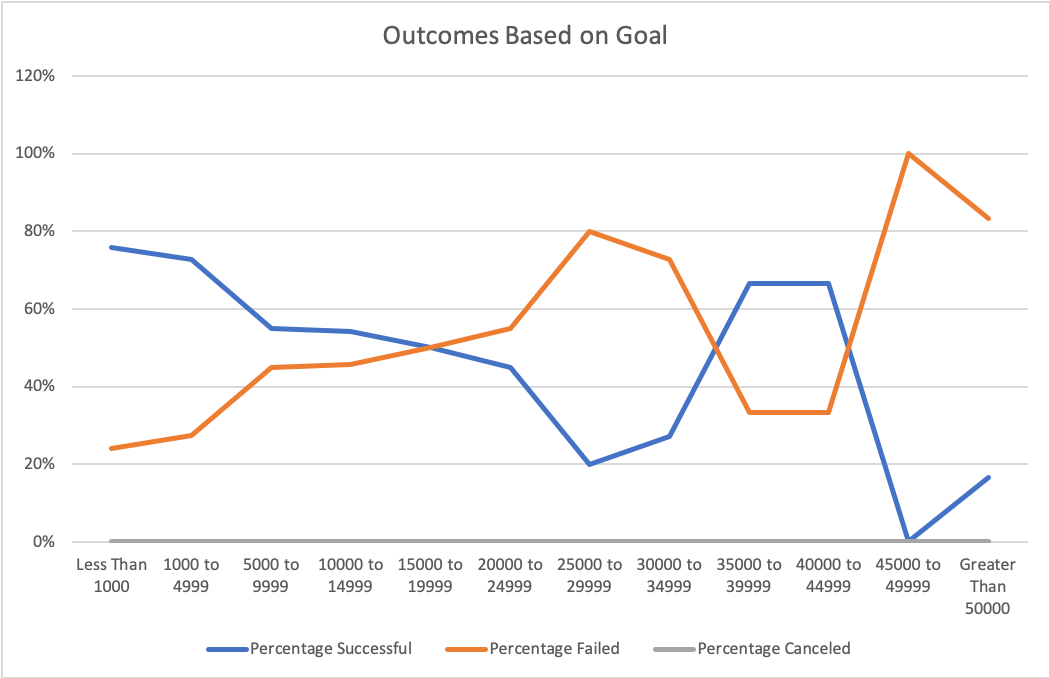 Outcomes Based on Goal
120%
100%
80%
60%
40%
20%
0%
Less Than 1000 to 5000 to 10000 to 15000 to 20000 to 25000 to 30000 to 35000 to 40000 to 45000 to Greater
1000 4999 9999 14999 19999 24999 29999 34999 39999 44999 49999 Than
50000
Percentage Successful Percentage Failed Percentage Canceled